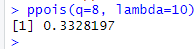 > ppois(q=8, lambda=10)
[1] 0.3328197
>